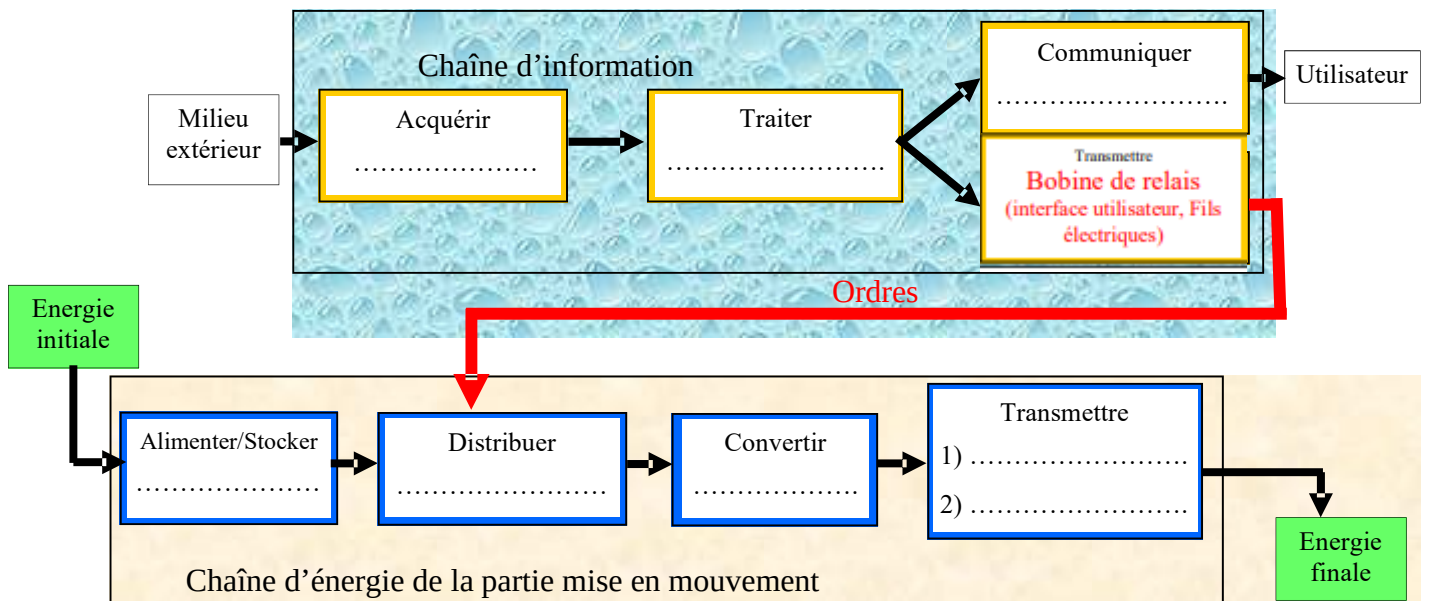 Chaîne d’information
Milieu
extérieur
Acquérir
…………………
Traiter
…………………….
Communiquer
………..…………….
Utilisateur
Transmettre
Bobine de relais
(interface utilisateur, Fils
électriques)
Ordres
Energie
initiale
Alimenter/Stocker
…………………
Distribuer
……………………
Convertir
……………….
Transmettre
1) …………………….
2) …………………….
Energie
finale
Chaîne d’énergie de la partie mise en mouvement